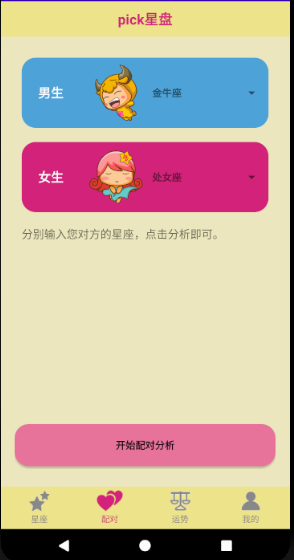 pick星盘
男生
金牛座
女生
处女座
分别输入您对方的星座，点击分析即可。
开始配对分析
星座
配对
运势
我的